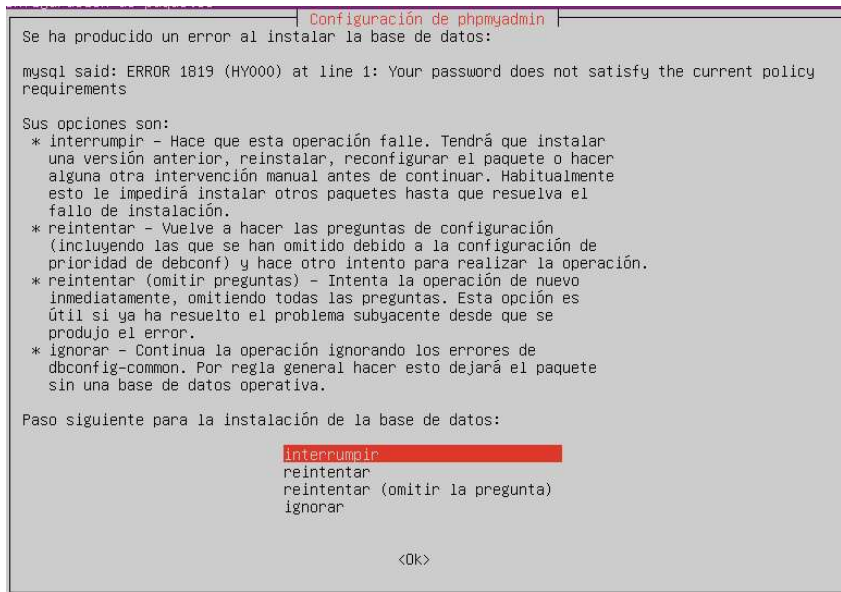 Configuración de phpmyadmin
Se ha producido un error al instalar la base de datos:
mysql said: ERROR 1819 (HY000) at line 1: Your password does not satisfy the current policy
requirements
Sus opciones son:
* interrumpir - Hace que esta operación falle. Tendrá que instalar
una versión anterior, reinstalar, reconfigurar el paquete o hacer
alguna otra intervención manual antes de continuar. Habitualmente
esto le impedirá instalar otros paquetes hasta que resuelva el
fallo de instalación.
* reintentar - Vuelve a hacer las preguntas de configuración
(incluyendo las que se han omitido debido a la configuración de
prioridad de debconf) y hace otro intento para realizar la operación.
* reintentar (omitir preguntas) - Intenta la operación de nuevo
inmediatamente, omitiendo todas las preguntas. Esta opción es
útil si ya ha resuelto el problema subyacente desde que se
produjo el error.
* ignorar - Continua la operación ignorando los errores de
dbconfig-common. Por regla general hacer esto dejará el paquete
sin una base de datos operativa.
Paso siguiente para la instalación de la base de datos:
interrumpir
reintentar
reintentar (omitir la pregunta)
ignorar
<Ok>